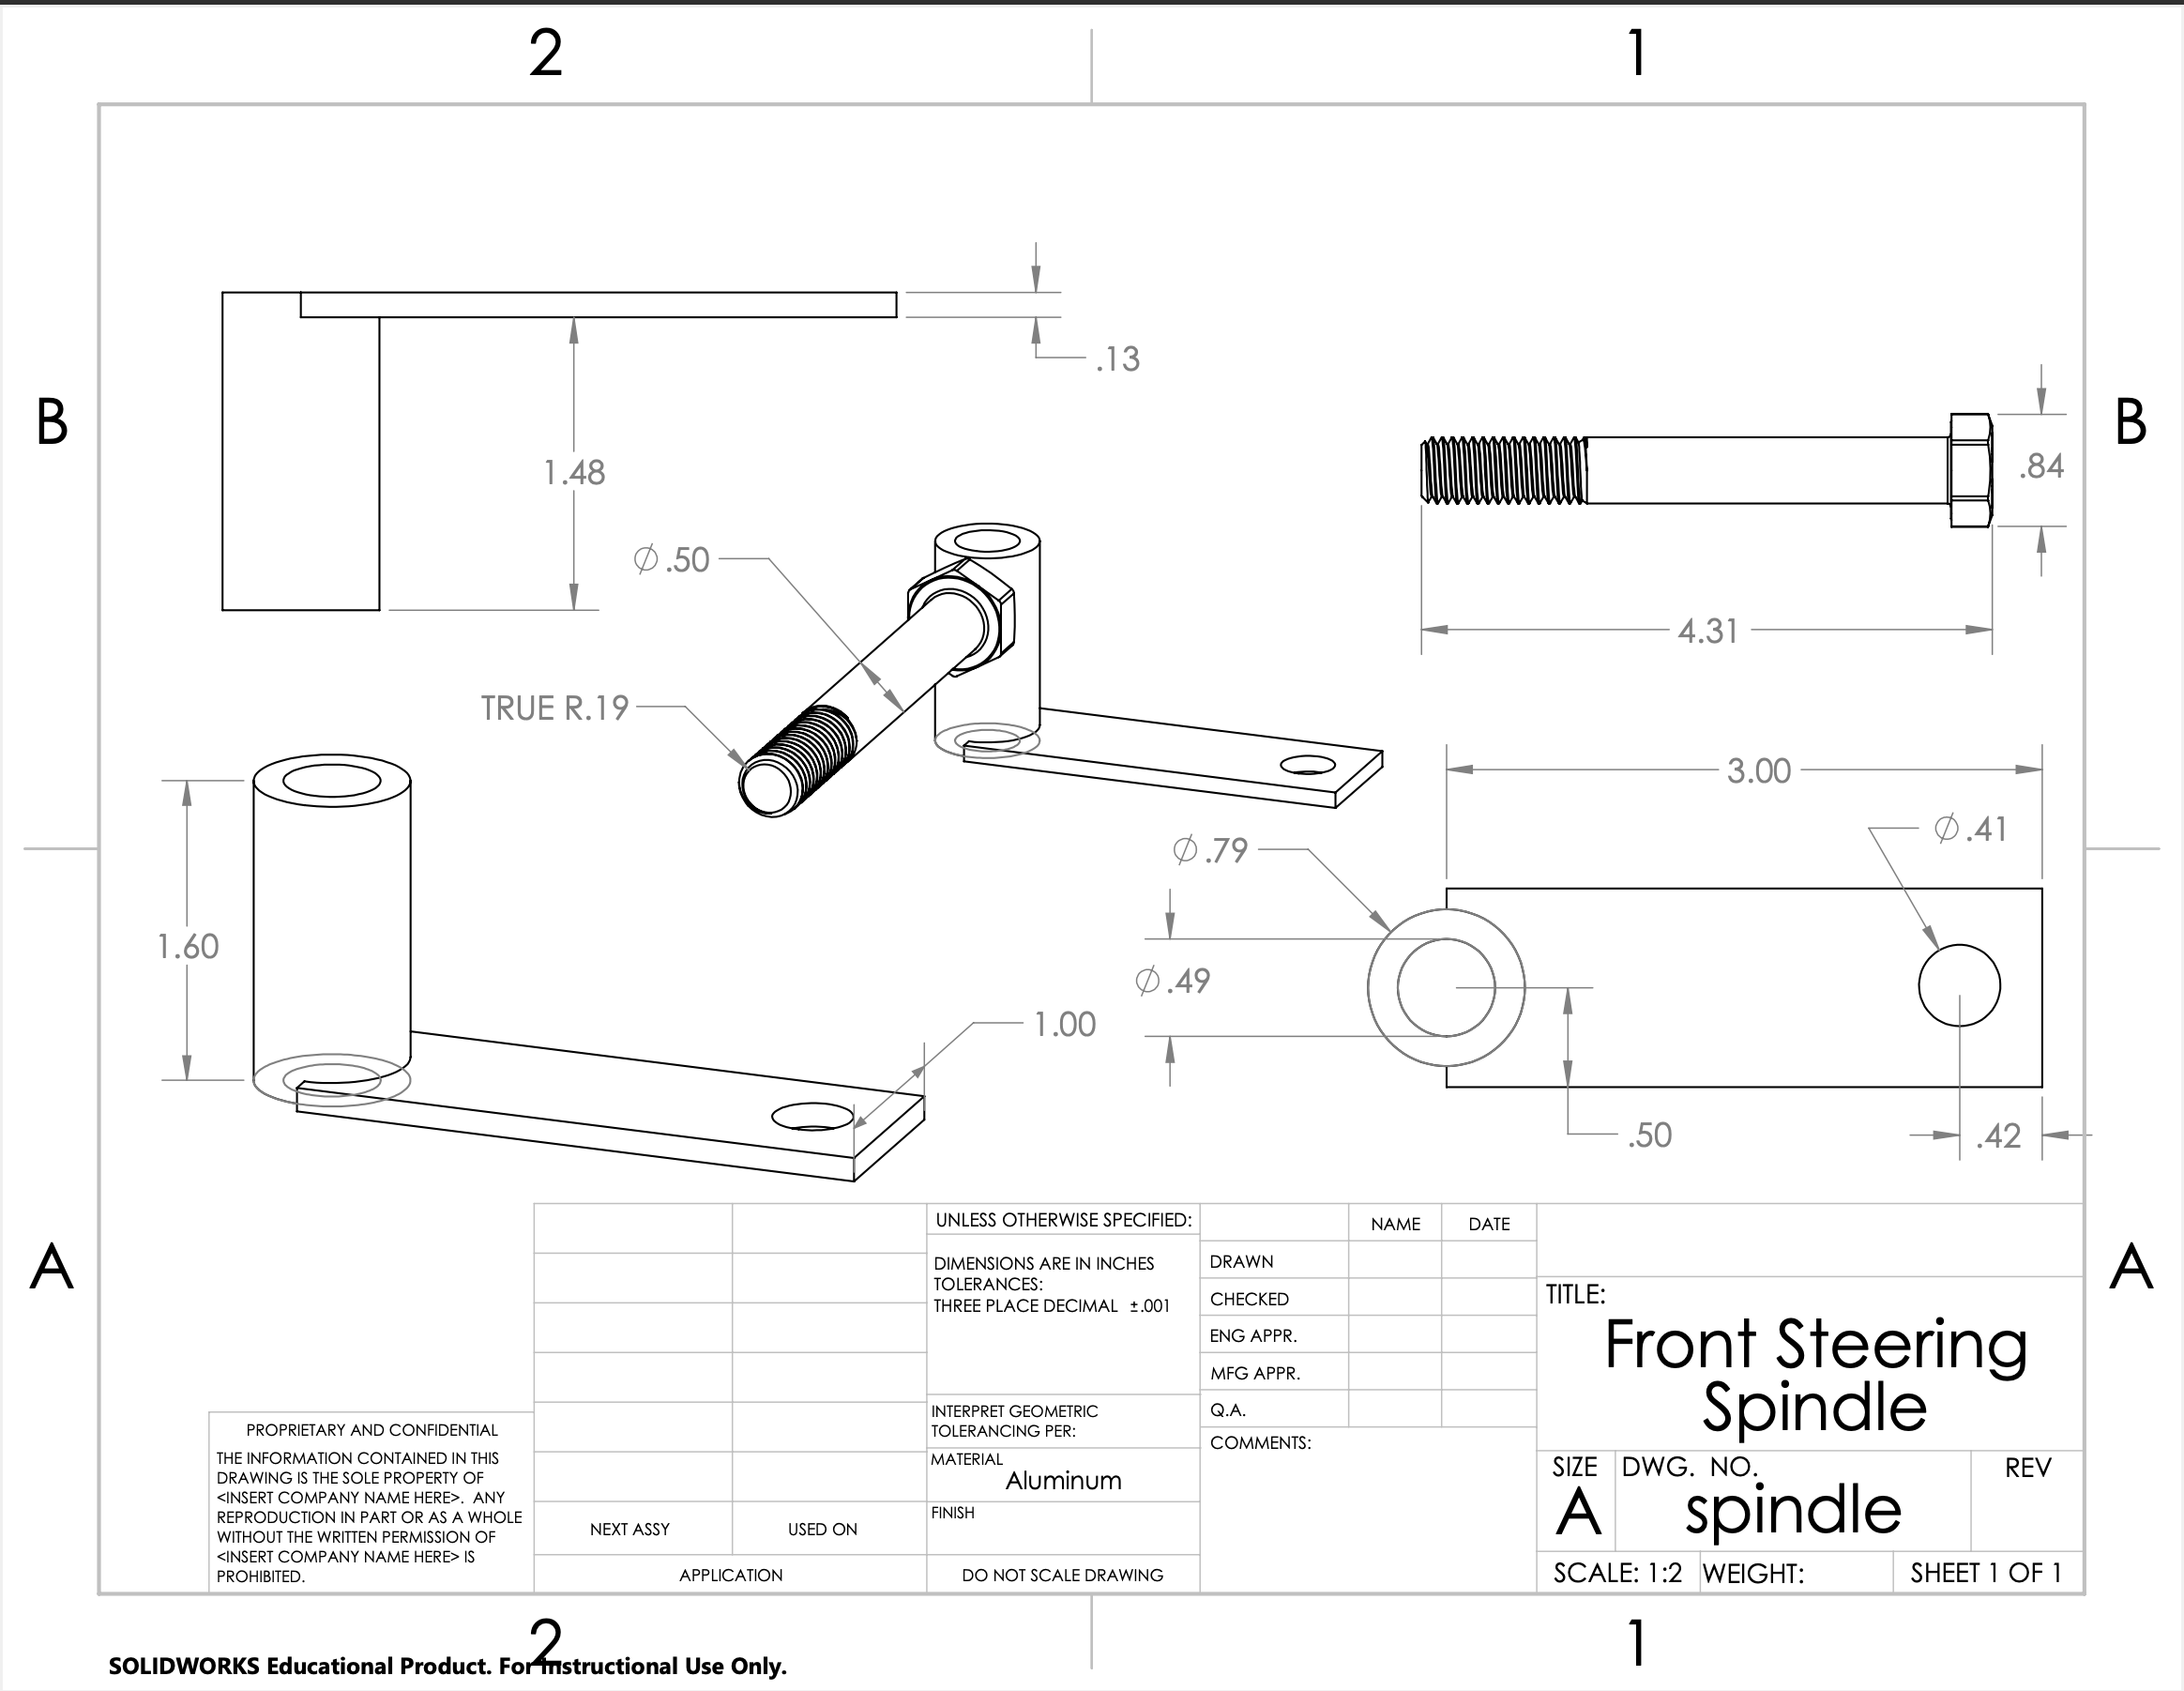 2
1
B
B
.13
1.48
.84
Ø.50
4.31
TRUE R.19
3.00
Ø.41
Ø.79
1.60
Ø.49
1.00
.50
.42
A
A
UNLESS OTHERWISE SPECIFIED:
DIMENSIONS ARE IN INCHES
TOLERANCES:
THREE PLACE DECIMAL ±.001
INTERPRET GEOMETRIC
TOLERANCING PER:
MATERIAL
Aluminum
FINISH
DO NOT SCALE DRAWING
NAME
DATE
DRAWN
CHECKED
ENG APPR.
MFG APPR.
Q.A.
COMMENTS:
TITLE:
Front Steering
Spindle
SIZE
A
DWG. NO.
spindle
REV
SCALE: 1:2
WEIGHT:
SHEET 1 OF 1
PROPRIETARY AND CONFIDENTIAL
THE INFORMATION CONTAINED IN THIS
DRAWING IS THE SOLE PROPERTY OF
<INSERT COMPANY NAME HERE>. ANY
REPRODUCTION IN PART OR AS A WHOLE
WITHOUT THE WRITTEN PERMISSION OF
<INSERT COMPANY NAME HERE> IS
PROHIBITED.
NEXT ASSY
USED ON
APPLICATION
2
1
SOLIDWORKS Educational Product. For Instructional Use Only.